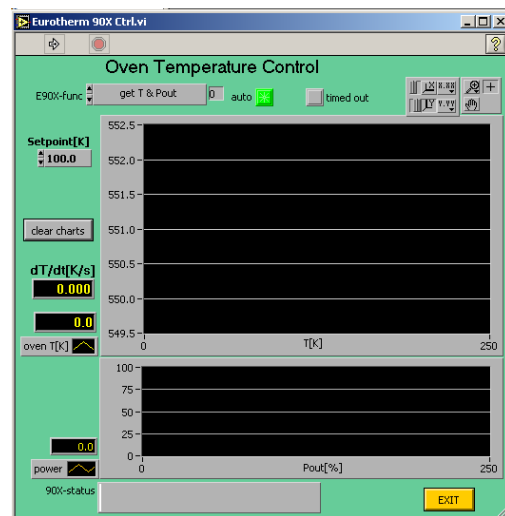 Eurotherm 90X Ctrl.vi
?
Oven Temperature Control
E90X-func get T & Pout 0 auto timed out
X X.XX
Y Y.YY
Setpoint[K]
100.0
clear charts
dT/dt[K/s]
0.000
0.0
oven T[K]
552.5
552.0
551.5
551.0
550.5
550.0
549.5
0 T[K] 250
100
75
50
25
0
0.0
power
0 Pout[%] 250
90X-status
EXIT